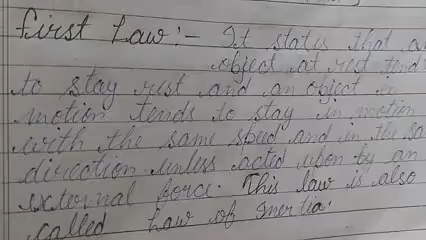 First Law :- It states that a
object at rest tend
to stay rest and an object in
motion tends to stay in motion
with the same speed and in the sa
direction unless acted upon by an
external force. This law is also
called Law of Inertia.